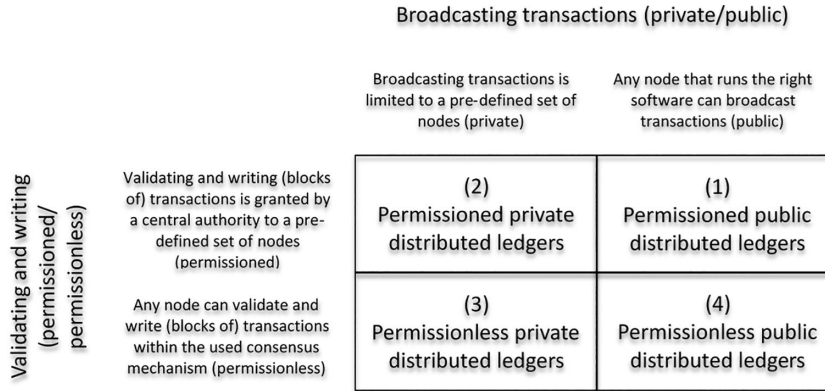 Broadcasting transactions (private/public)
Broadcasting transactions is
limited to a pre-defined set of
nodes (private)
Any node that runs the right
software can broadcast
transactions (public)
Validating and writing
(permissioned/
permissionless)
Validating and writing (blocks
of) transactions is granted by
a central authority to a pre-
defined set of nodes
(permissioned)
(2)
Permissioned private
distributed ledgers
(1)
Permissioned public
distributed ledgers
Any node can validate and
write (blocks of) transactions
within the used consensus
mechanism (permissionless)
(3)
Permissionless private
distributed ledgers
(4)
Permissionless public
distributed ledgers